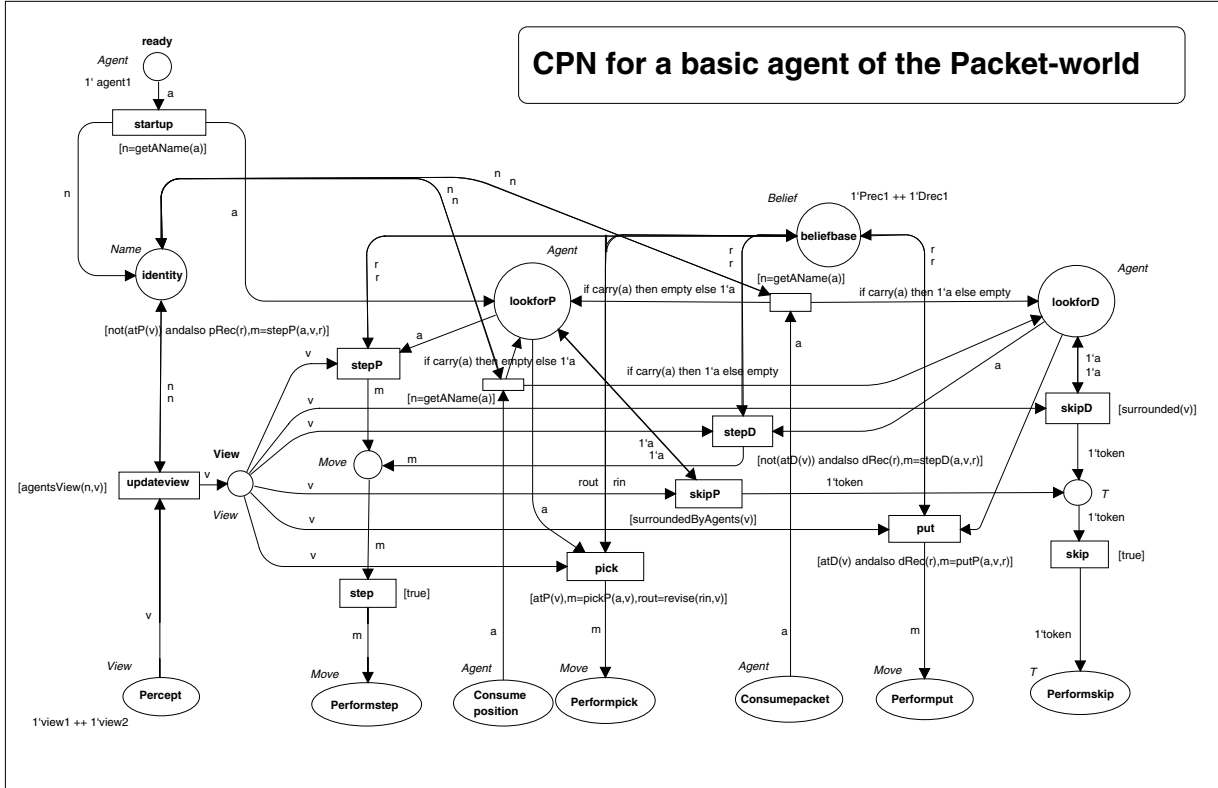 CPN for a basic agent of the Packet-world
ready
Agent
1' agent1
a
startup
[n=getAName(a)]
n
a
n
n
n
n
Name
identity
Belief
1'Prec1 ++ 1'Drec1
beliefbase
Agent
lookforP
Agent
lookforD
r
r
r
r
r
r
[n=getAName(a)]
if carry(a) then empty else 1'a
if carry(a) then 1'a else empty
[not(atP(v)) andalso pRec(r),m=stepP(a,v,r)]
a
v
stepP
if carry(a) then empty else 1'a
if carry(a) then 1'a else empty
a
a
1'a
1'a
m
n
n
[n=getAName(a)]
v
skipD
[surrounded(v)]
v
stepD
1'a
1'a
[not(atD(v)) andalso dRec(r),m=stepD(a,v,r)]
1'token
View
v
Move
m
updateview
[agentsView(n,v)]
View
v
rout
rin
skipP
1'token
T
[surroundedByAgents(v)]
1'token
a
v
put
m
v
pick
skip
[true]
[atD(v) andalso dRec(r),m=putP(a,v,r)]
step
[true]
[atP(v),m=pickP(a,v),rout=revise(rin,v)]
v
m
a
m
a
m
1'token
View
Percept
Move
Performstep
Agent
Consume
position
Move
Performpick
Agent
Consumepacket
Move
Performput
T
Performskip
1'view1 ++ 1'view2